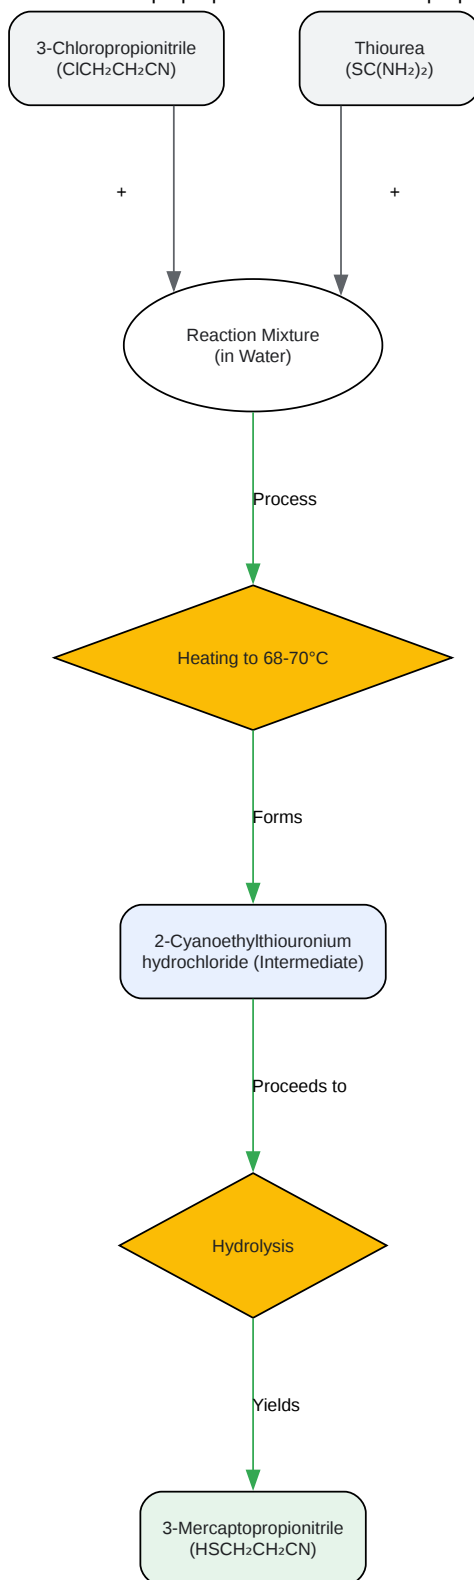 3-Chloropropionitrile
(ClCH₂CH₂CN)
Thiourea
(SC(NH₂)₂)
+
+
Reaction Mixture
(in Water)
Process
Heating to 68-70°C
Forms
2-Cyanoethylthiouronium
hydrochloride (Intermediate)
Proceeds to
Hydrolysis
Yields
3-Mercaptopropionitrile
(HSCH₂CH₂CN)